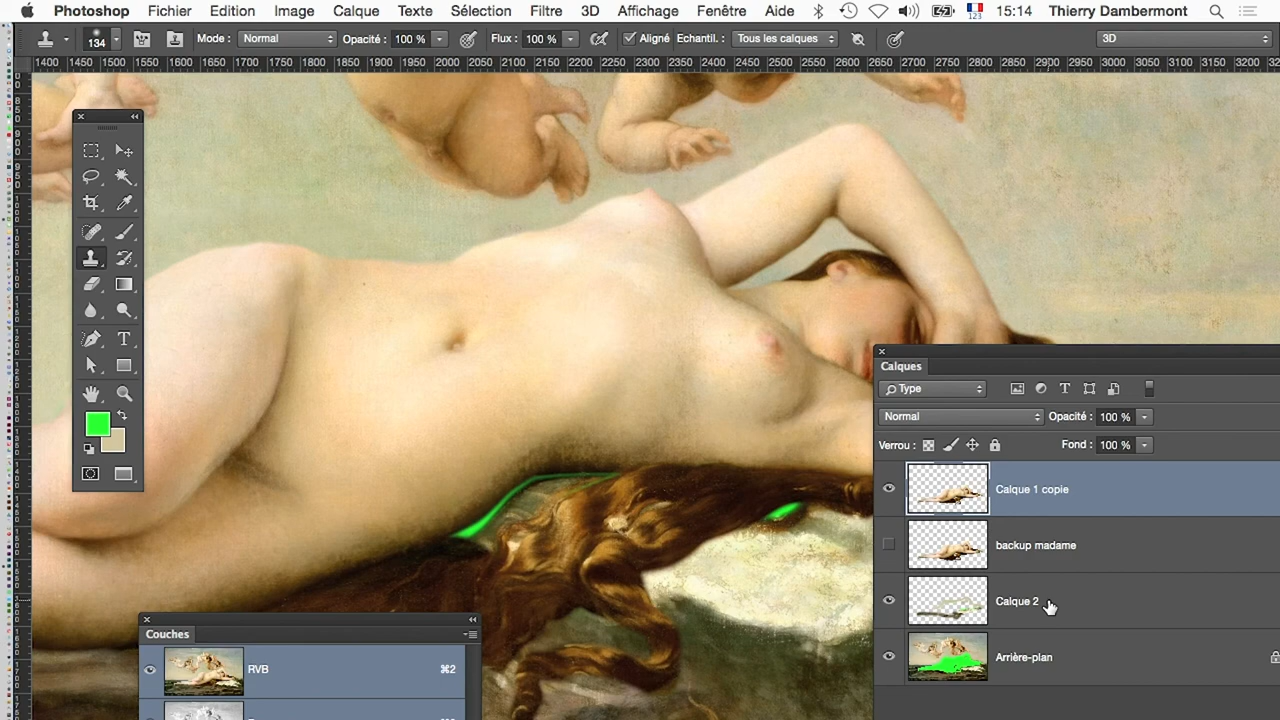 Photoshop Fichier Edition Image Calque Texte Sélection Filtre 3D Affichage Fenêtre Aide 123 15:14 Thierry Dambermont
134 Mode : Normal Opacité : 100 % Flux : 100 % Aligné Echantil. : Tous les calques 3D
1400 1450 1500 1550 1600 1650 1700 1750 1800 1850 1900 1950 2000 2050 2100 2150 2200 2250 2300 2350 2400 2450 2500 2550 2600 2650 2700 2750 2800 2850 2900 2950 3000 3050 3100 3150 3200
Calques
Type
Normal Opacité : 100 %
Verrou : Fond : 100 %
Calque 1 copie
backup madame
Calque 2
Arrière-plan
Couches
RVB ⌘2